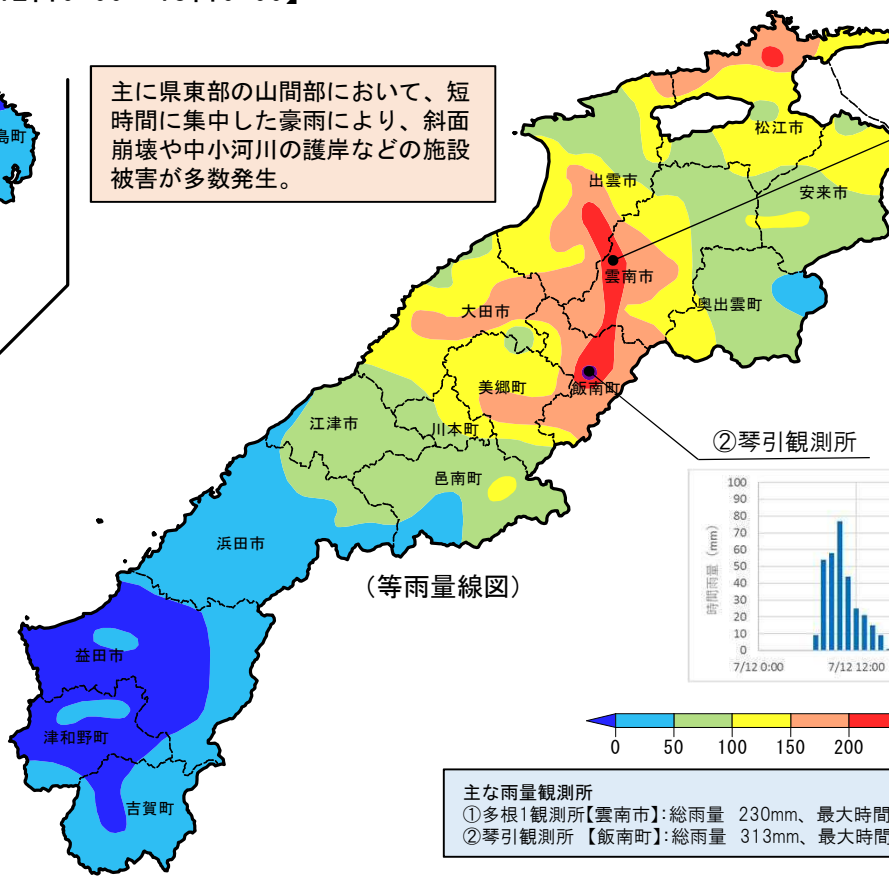 主に県東部の山間部において、短
時間に集中した豪雨により、斜面
崩壊や中小河川の護岸などの施設
被害が多数発生。
島町
松江市
出雲市
安来市
雲南市
奥出雲町
大田市
美郷町
飯南町
江津市
川本町
邑南町
浜田市
益田市
津和野町
吉賀町
②琴引観測所
(等雨量線図)
時間雨量 (mm)
100
90
80
70
60
50
40
30
20
10
0
7/12 0:00 7/12 12:00
0 50 100 150 200
主な雨量観測所
①多根1観測所【雲南市】:総雨量 230mm、最大時間
②琴引観測所 【飯南町】:総雨量 313mm、最大時間